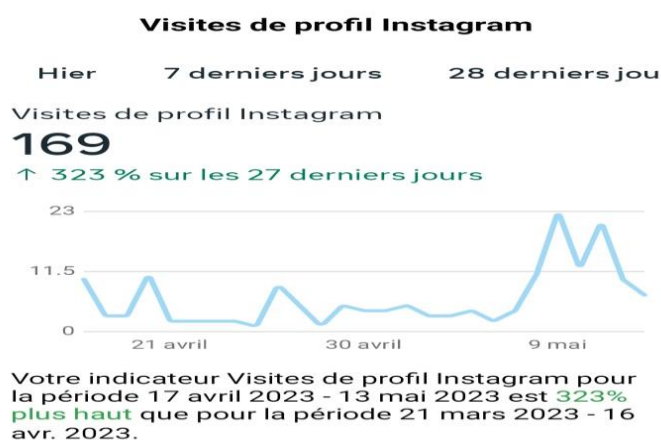 Visites de profil Instagram
Hier 7 derniers jours 28 derniers jou
Visites de profil Instagram
169
↑ 323 % sur les 27 derniers jours
23
11.5
0
21 avril 30 avril 9 mai
Votre indicateur Visites de profil Instagram pour
la période 17 avril 2023 - 13 mai 2023 est 323%
plus haut que pour la période 21 mars 2023 - 16
avr. 2023.